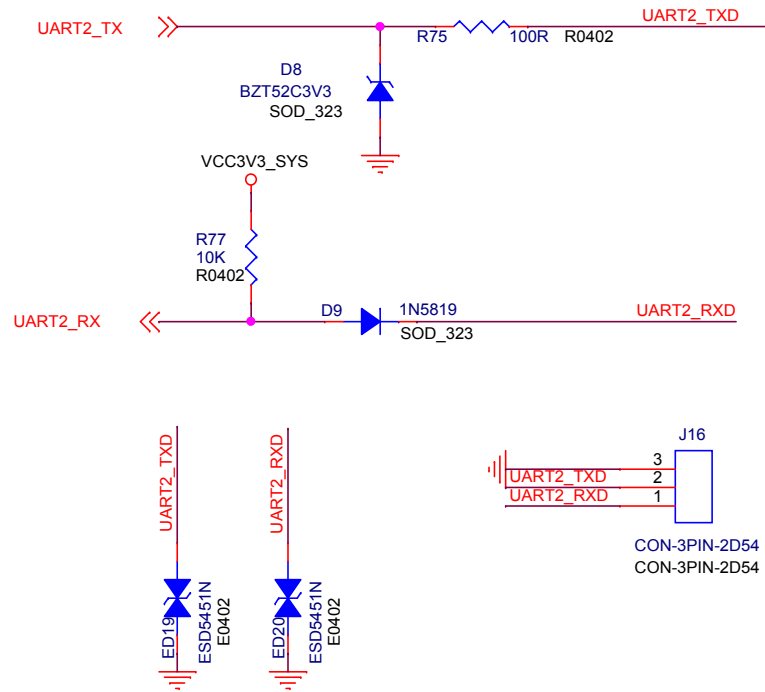 UART2_TX
R75
100R
R0402
UART2_TXD
D8
BZT52C3V3
SOD_323
VCC3V3_SYS
R77
10K
R0402
UART2_RX
D9
1N5819
SOD_323
UART2_RXD
UART2_TXD
ED19
ESD5451N
E0402
UART2_RXD
ED20
ESD5451N
E0402
J16
3
UART2_TXD
2
UART2_RXD
1
CON-3PIN-2D54
CON-3PIN-2D54